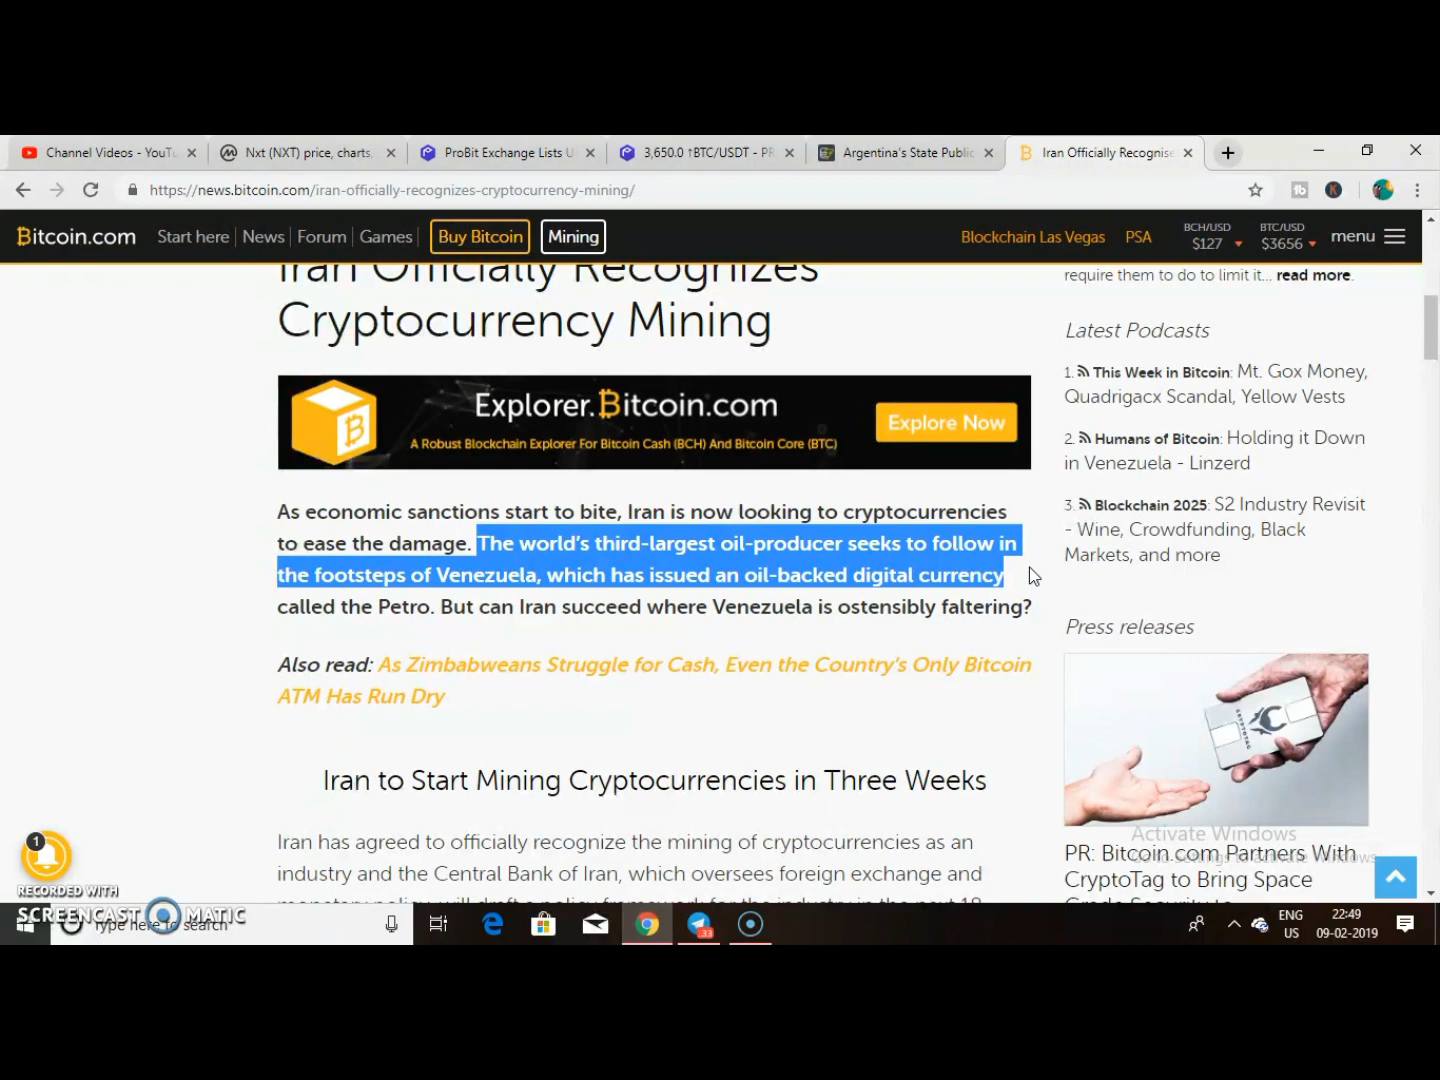 Channel Videos - YouTu
Nxt (NXT) price, charts,
ProBit Exchange Lists U
3,650.0 ↑BTC/USDT - PR
Argentina's State Public
Iran Officially Recognise
https://news.bitcoin.com/iran-officially-recognizes-cryptocurrency-mining/
Bitcoin.com Start here News Forum Games Buy Bitcoin Mining
Blockchain Las Vegas PSA BCH/USD $127 BTC/USD $3656 menu
Iran Officially Recognizes
Cryptocurrency Mining
Explorer.Bitcoin.com
A Robust Blockchain Explorer For Bitcoin Cash (BCH) And Bitcoin Core (BTC)
Explore Now
As economic sanctions start to bite, Iran is now looking to cryptocurrencies
to ease the damage. The world's third-largest oil-producer seeks to follow in
the footsteps of Venezuela, which has issued an oil-backed digital currency
called the Petro. But can Iran succeed where Venezuela is ostensibly faltering?
Also read: As Zimbabweans Struggle for Cash, Even the Country's Only Bitcoin
ATM Has Run Dry
Iran to Start Mining Cryptocurrencies in Three Weeks
Iran has agreed to officially recognize the mining of cryptocurrencies as an
industry and the Central Bank of Iran, which oversees foreign exchange and
require them to do to limit it... read more.
Latest Podcasts
1. This Week in Bitcoin: Mt. Gox Money,
Quadrigacx Scandal, Yellow Vests
2. Humans of Bitcoin: Holding it Down
in Venezuela - Linzerd
3. Blockchain 2025: S2 Industry Revisit
- Wine, Crowdfunding, Black
Markets, and more
Press releases
CRYPTOTAG
Activate Windows
PR: Bitcoin.com Partners With
CryptoTag to Bring Space
1
RECORDED WITH
SCREENCAST MATIC
Type here to search
33
ENG
US
22:49
09-02-2019